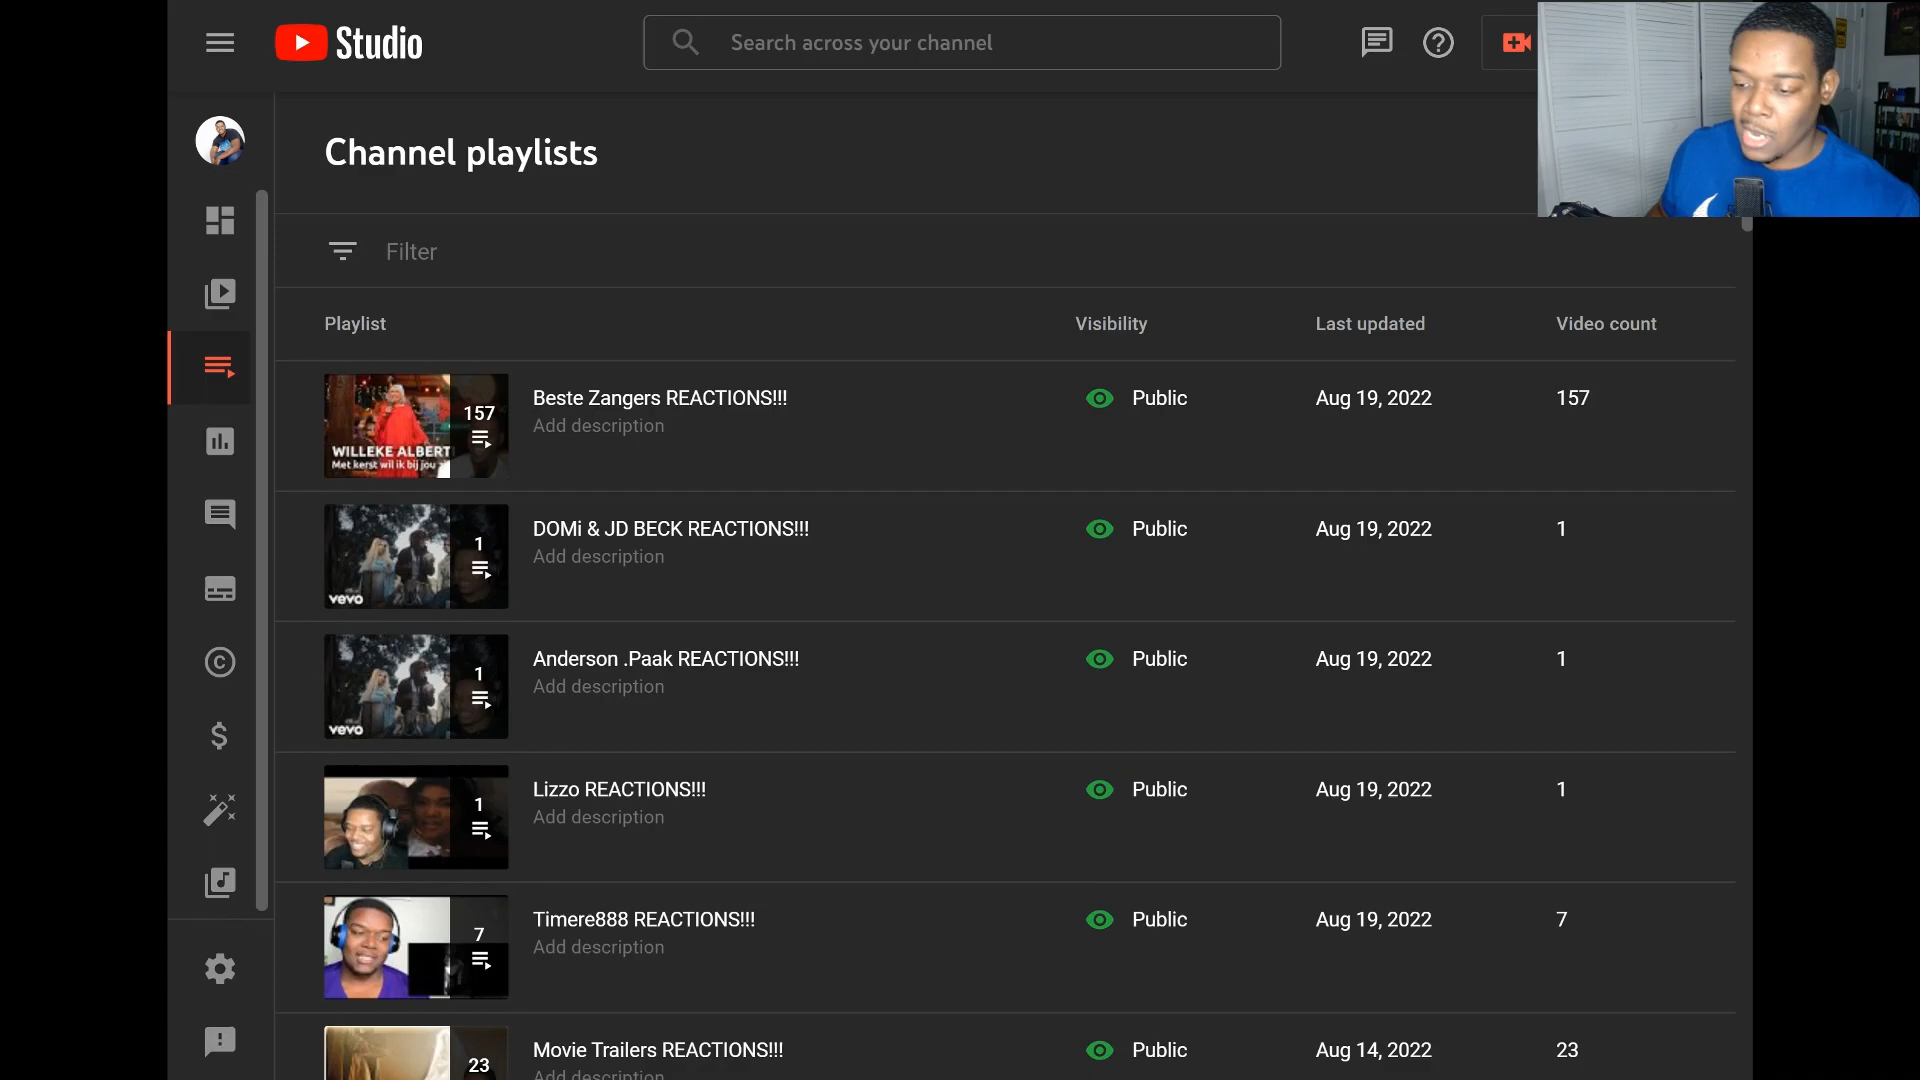 Studio
Search across your channel
Channel playlists
Filter
Playlist
Visibility
Last updated
Video count
157
WILLEKE ALBERT
Met kerst wil ik bij jou
Beste Zangers REACTIONS!!!
Add description
Public
Aug 19, 2022
157
1
vevo
DOMi & JD BECK REACTIONS!!!
Add description
Public
Aug 19, 2022
1
1
vevo
Anderson .Paak REACTIONS!!!
Add description
Public
Aug 19, 2022
1
1
Lizzo REACTIONS!!!
Add description
Public
Aug 19, 2022
1
7
Timere888 REACTIONS!!!
Add description
Public
Aug 19, 2022
7
23
Movie Trailers REACTIONS!!!
Add description
Public
Aug 14, 2022
23